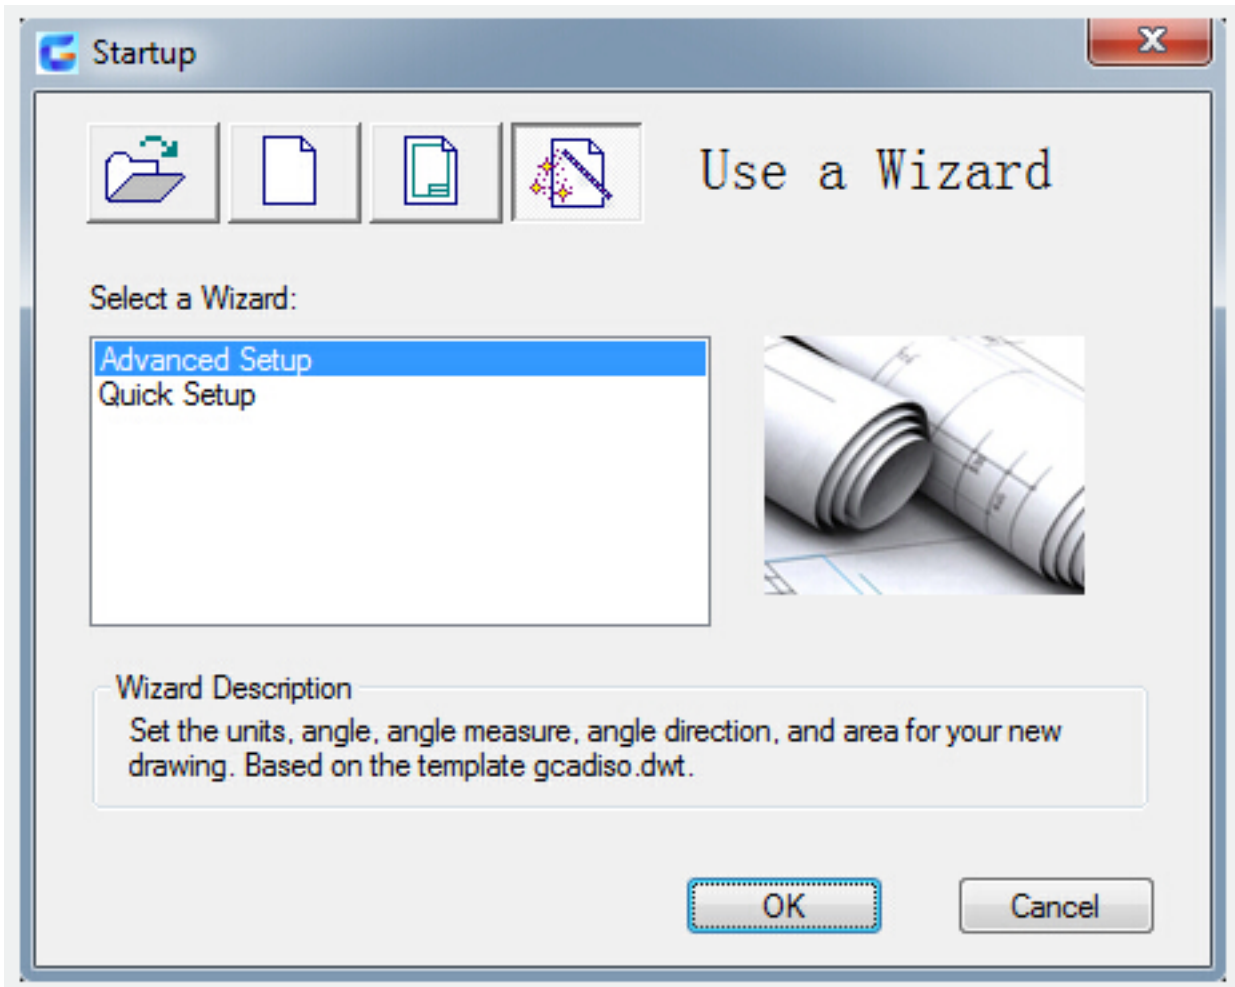 Startup
Use a Wizard
Select a Wizard:
Advanced Setup
Quick Setup
Wizard Description
Set the units, angle, angle measure, angle direction, and area for your new
drawing. Based on the template gcadiso.dwt.
OK
Cancel